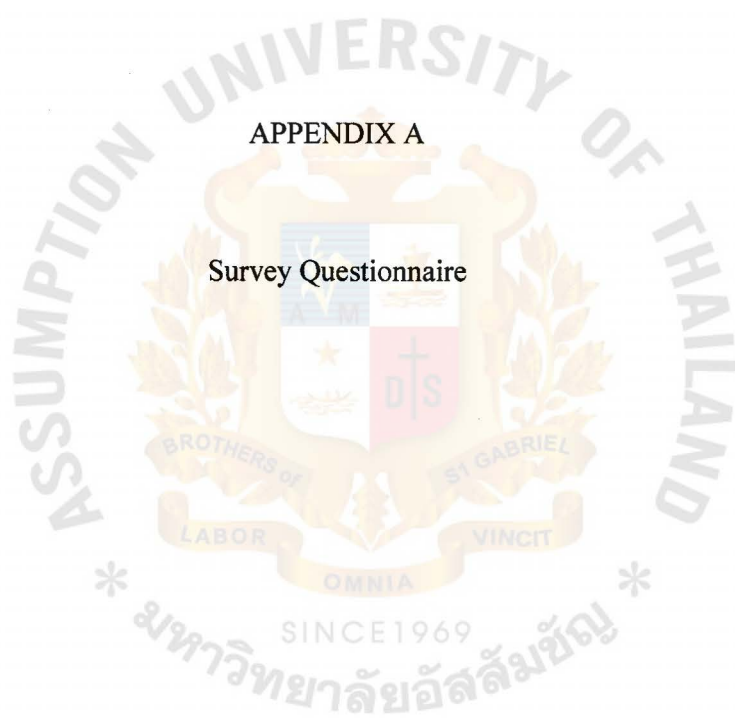 ASSUMPTION UNIVERSITY OF THAILAND
APPENDIX A
Survey Questionnaire
A M
D S
BROTHERS of ST GABRIEL
LABOR OMNIA VINCIT
* *
SINCE1969
มหาวิทยาลัยอัสสัมชัญ